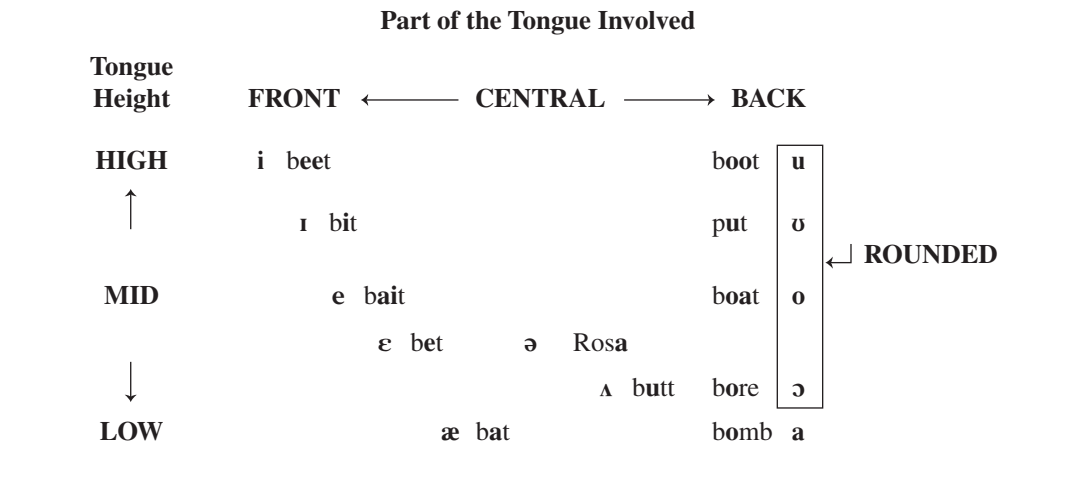 Part of the Tongue Involved
Tongue
Height FRONT ← CENTRAL → BACK
HIGH i beet boot u
ɪ bit put ʊ
ROUNDED
MID e bait boat o
ɛ bet ə Rosa
ʌ butt bore ɔ
LOW æ bat bomb a